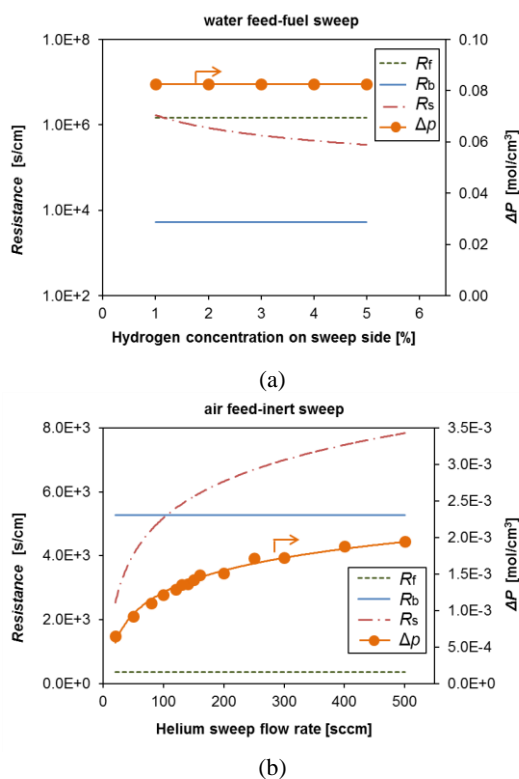 water feed-fuel sweep
1.0E+8
1.0E+6
1.0E+4
1.0E+2
Resistance [s/cm]
0.10
0.08
0.06
0.04
0.02
0.00
ΔP [mol/cm³]
Rf
Rb
Rs
Δp
0 1 2 3 4 5 6
Hydrogen concentration on sweep side [%]
(a)
air feed-inert sweep
8.0E+3
6.0E+3
4.0E+3
2.0E+3
0.0E+0
Resistance [s/cm]
3.5E-3
3.0E-3
2.5E-3
2.0E-3
1.5E-3
1.0E-3
5.0E-4
0.0E+0
ΔP [mol/cm³]
Rf
Rb
Rs
Δp
0 100 200 300 400 500
Helium sweep flow rate [sccm]
(b)